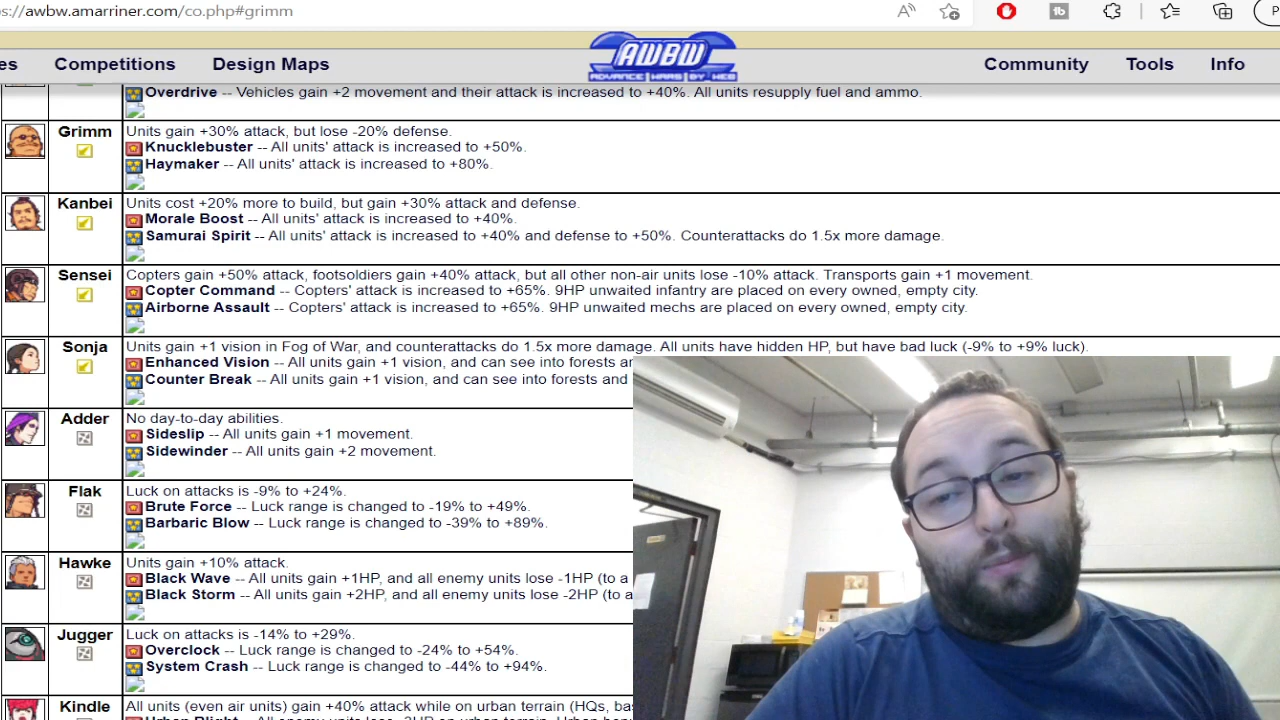 s://awbw.amarriner.com/co.php#grimm
es Competitions Design Maps AWBW Community Tools Info
ADVANCE WARS BY WEB
Overdrive -- Vehicles gain +2 movement and their attack is increased to +40%. All units resupply fuel and ammo.
Grimm Units gain +30% attack, but lose -20% defense.
Knucklebuster -- All units' attack is increased to +50%.
Haymaker -- All units' attack is increased to +80%.
Kanbei Units cost +20% more to build, but gain +30% attack and defense.
Morale Boost -- All units' attack is increased to +40%.
Samurai Spirit -- All units' attack is increased to +40% and defense to +50%. Counterattacks do 1.5x more damage.
Sensei Copters gain +50% attack, footsoldiers gain +40% attack, but all other non-air units lose -10% attack. Transports gain +1 movement.
Copter Command -- Copters' attack is increased to +65%. 9HP unwaited infantry are placed on every owned, empty city.
Airborne Assault -- Copters' attack is increased to +65%. 9HP unwaited mechs are placed on every owned, empty city.
Sonja Units gain +1 vision in Fog of War, and counterattacks do 1.5x more damage. All units have hidden HP, but have bad luck (-9% to +9% luck).
Enhanced Vision -- All units gain +1 vision, and can see into forests ar
Counter Break -- All units gain +1 vision, and can see into forests and
Adder No day-to-day abilities.
Sideslip -- All units gain +1 movement.
Sidewinder -- All units gain +2 movement.
Flak Luck on attacks is -9% to +24%.
Brute Force -- Luck range is changed to -19% to +49%.
Barbaric Blow -- Luck range is changed to -39% to +89%.
Hawke Units gain +10% attack.
Black Wave -- All units gain +1HP, and all enemy units lose -1HP (to a
Black Storm -- All units gain +2HP, and all enemy units lose -2HP (to a
Jugger Luck on attacks is -14% to +29%.
Overclock -- Luck range is changed to -24% to +54%.
System Crash -- Luck range is changed to -44% to +94%.
Kindle All units (even air units) gain +40% attack while on urban terrain (HQs, ba